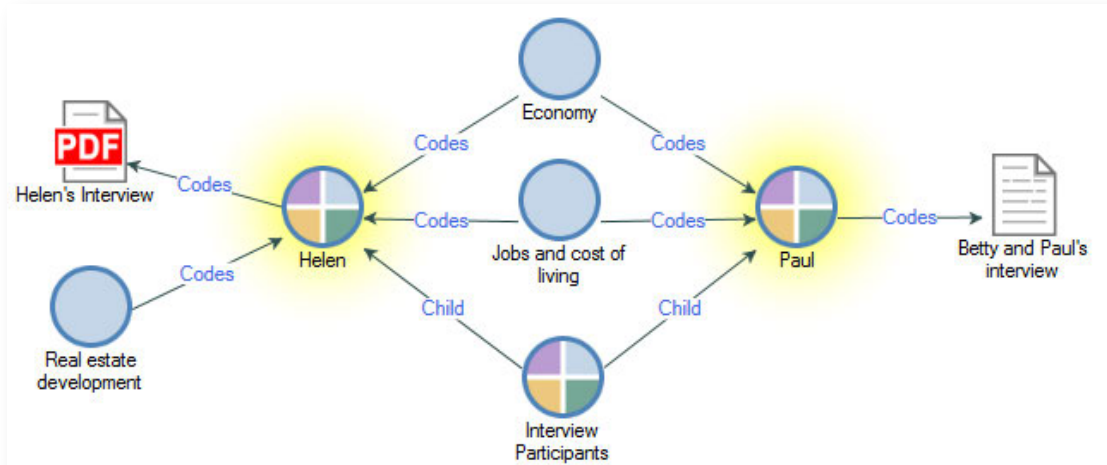 Economy
Codes
Codes
PDF
Helen's Interview
Codes
Helen
Codes
Jobs and cost of
living
Codes
Paul
Codes
Betty and Paul's
interview
Codes
Real estate
development
Child
Child
Interview
Participants